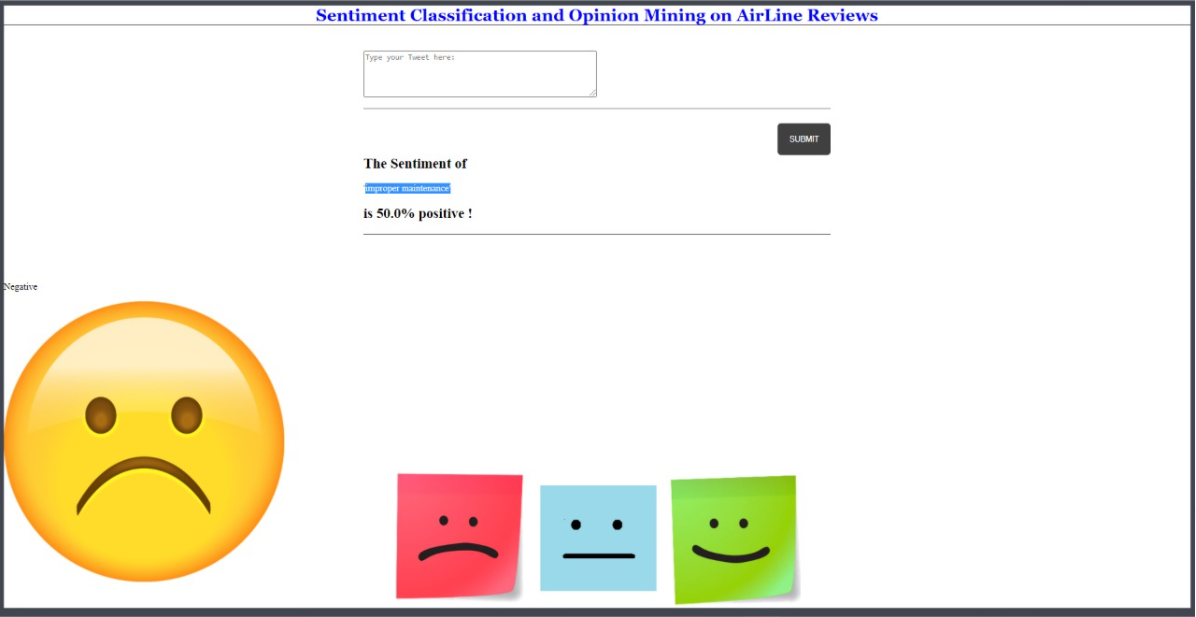 Sentiment Classification and Opinion Mining on AirLine Reviews
Type your Tweet here:
SUBMIT
The Sentiment of
'improper maintenance'
is 50.0% positive !
Negative